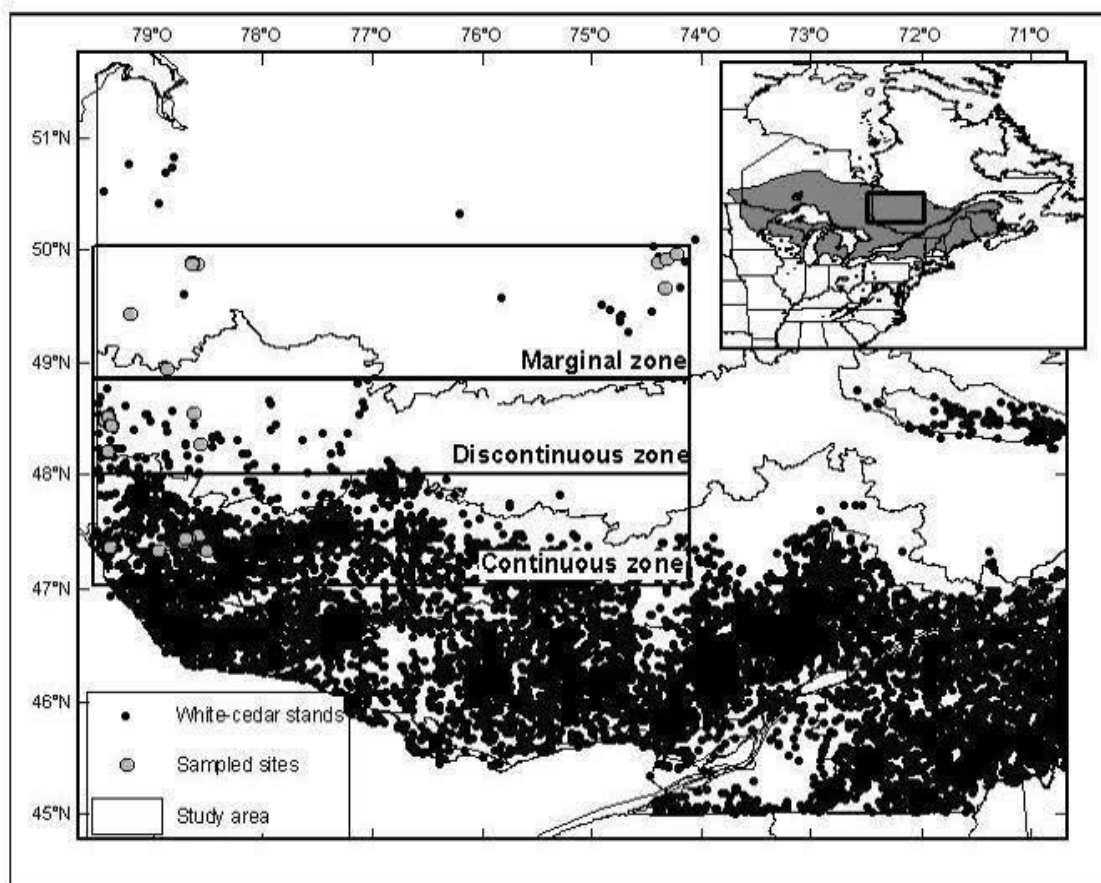 79°O 78°O 77°O 76°O 75°O 74°O 73°O 72°O 71°O
51°N
50°N
49°N
Marginal zone
Discontinuous zone
48°N
Continuous zone
47°N
46°N
White-cedar stands
Sampled sites
45°N
Study area